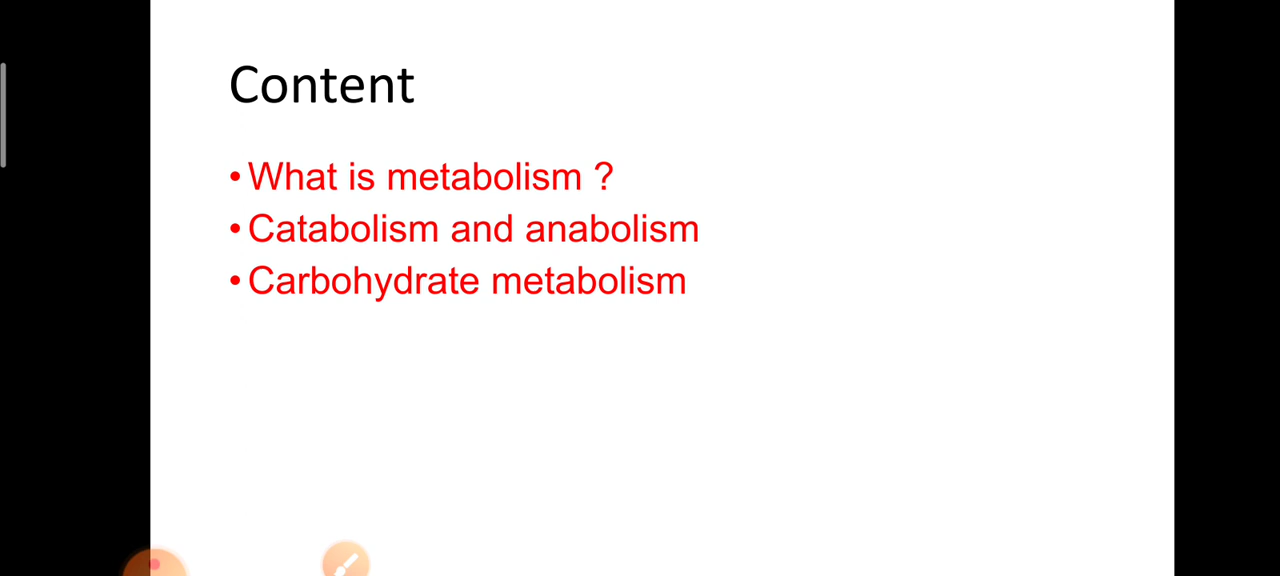 Content
• What is metabolism ?
• Catabolism and anabolism
• Carbohydrate metabolism